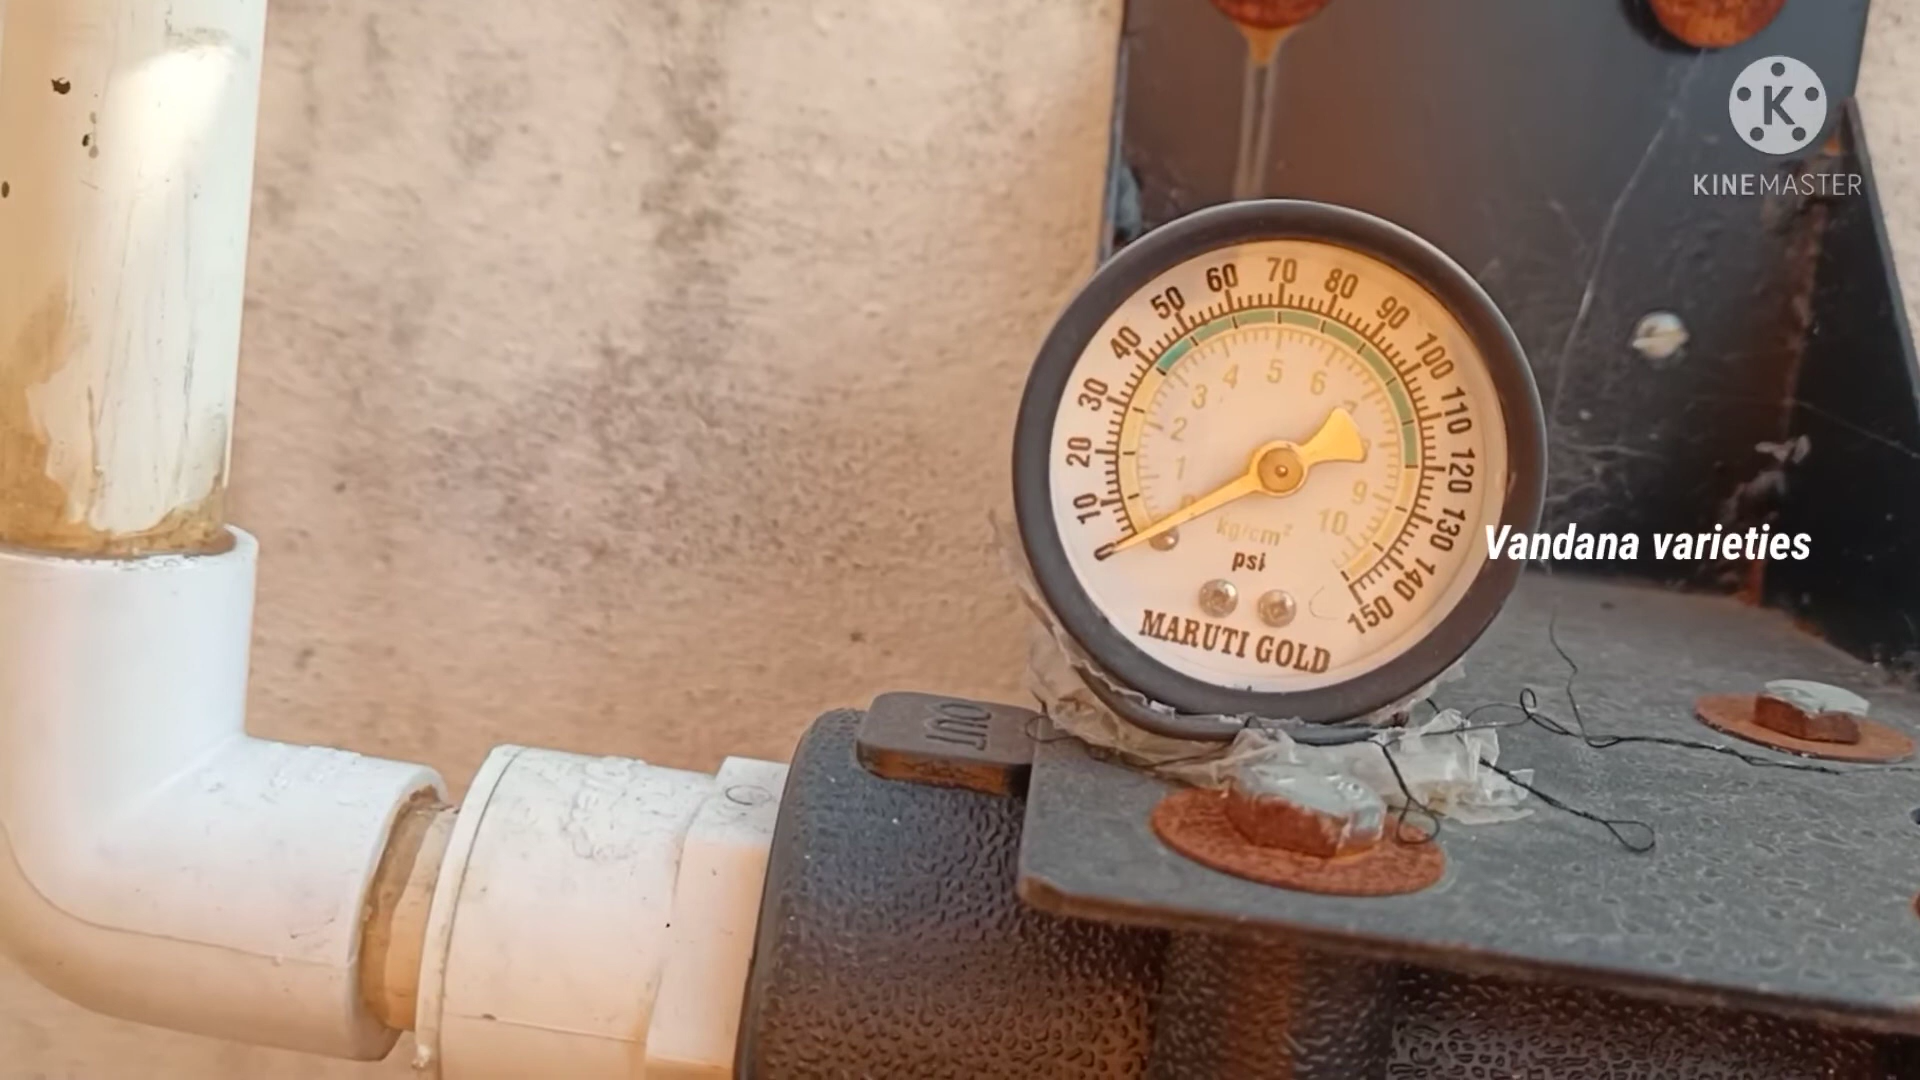 KINEMASTER
0 10 20 30 40 50 60 70 80 90 100 110 120 130 140 150
1 2 3 4 5 6 9 10
kg/cm²
psi
MARUTI GOLD
Vandana varieties
OUT